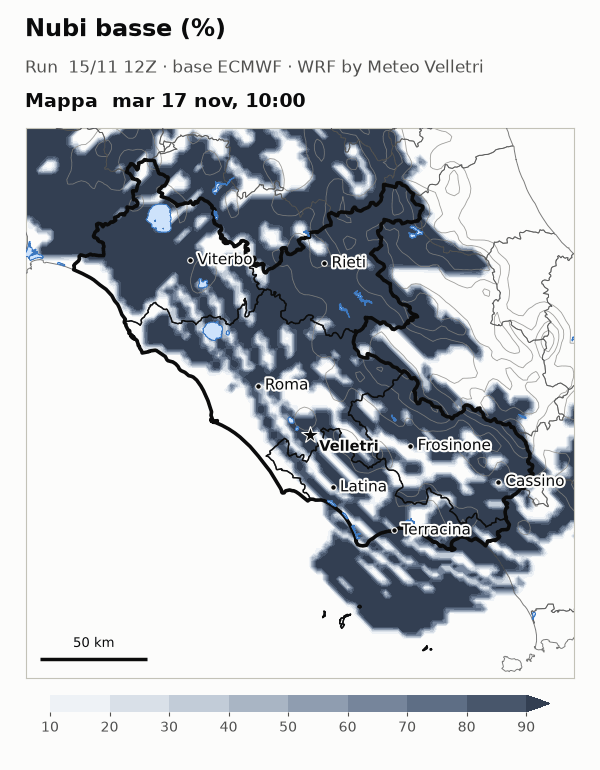 Nubi basse (%)
Run  15/11 12Z · base ECMWF · WRF by Meteo Velletri
Mappa  mar 17 nov, 10:00
Viterbo
Rieti
Roma
Velletri
Frosinone
Latina
Cassino
Terracina
50 km
10 20 30 40 50 60 70 80 90